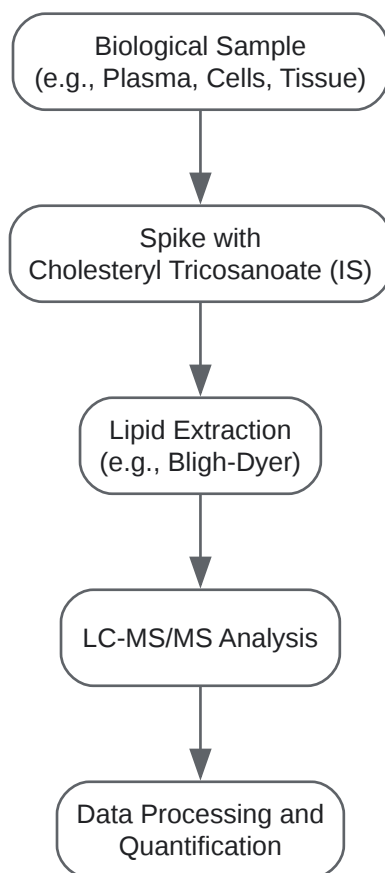 Biological Sample
(e.g., Plasma, Cells, Tissue)
Spike with
Cholesteryl Tricosanoate (IS)
Lipid Extraction
(e.g., Bligh-Dyer)
LC-MS/MS Analysis
Data Processing and
Quantification